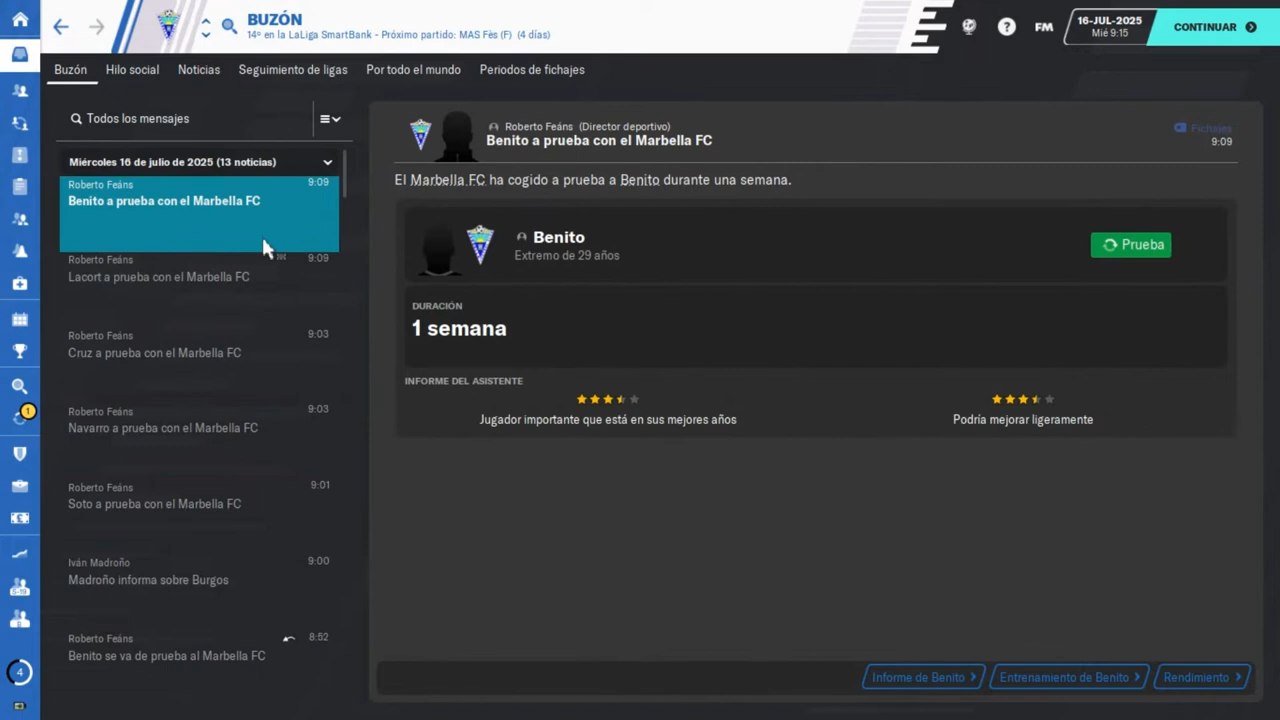 BUZÓN
14º en la LaLiga SmartBank - Próximo partido: MAS Fès (F) (4 días)
FM
16-JUL-2025
Mié 9:15
CONTINUAR
Buzón
Hilo social
Noticias
Seguimiento de ligas
Por todo el mundo
Periodos de fichajes
Todos los mensajes
Miércoles 16 de julio de 2025 (13 noticias)
Roberto Feáns 9:09
Benito a prueba con el Marbella FC
Roberto Feáns 9:09
Lacort a prueba con el Marbella FC
Roberto Feáns 9:03
Cruz a prueba con el Marbella FC
Roberto Feáns 9:03
Navarro a prueba con el Marbella FC
Roberto Feáns 9:01
Soto a prueba con el Marbella FC
Iván Madroño 9:00
Madroño informa sobre Burgos
Roberto Feáns 8:52
Benito se va de prueba al Marbella FC
1
4
Roberto Feáns (Director deportivo)
Benito a prueba con el Marbella FC
Fichajes
9:09
El Marbella FC ha cogido a prueba a Benito durante una semana.
Benito
Extremo de 29 años
Prueba
DURACIÓN
1 semana
INFORME DEL ASISTENTE
Jugador importante que está en sus mejores años
Podría mejorar ligeramente
Informe de Benito
Entrenamiento de Benito
Rendimiento